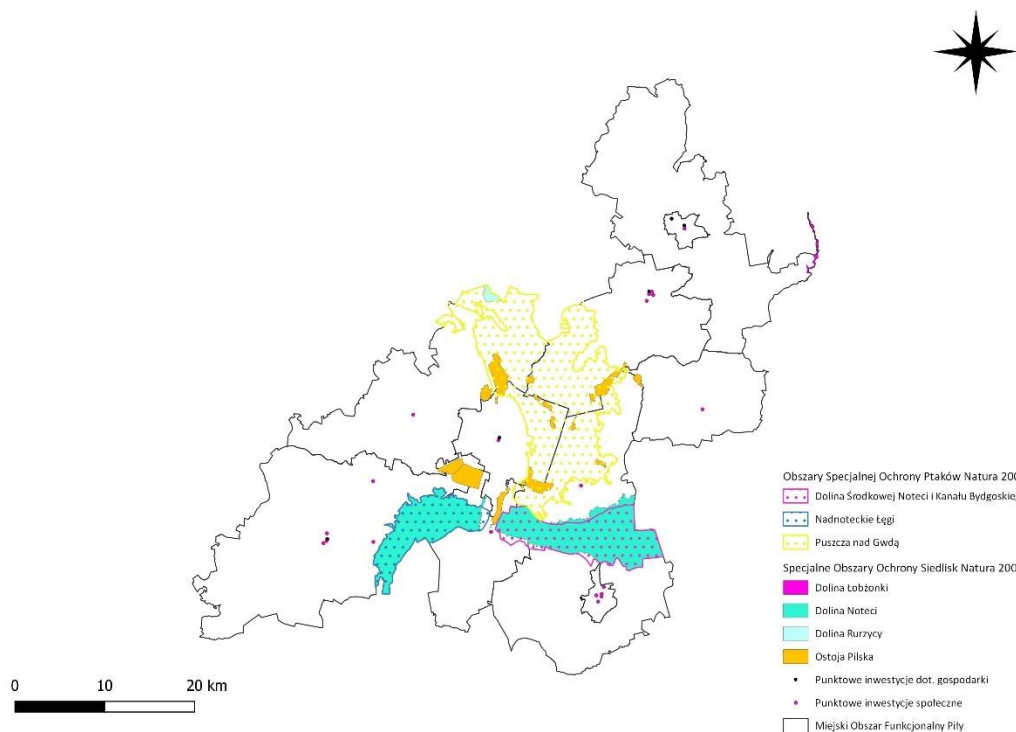 Obszary Specjalnej Ochrony Ptaków Natura 200
Dolina Środkowej Noteci i Kanału Bydgoskieg
Nadnoteckie Łęgi
Puszcza nad Gwdą
Specjalne Obszary Ochrony Siedlisk Natura 200
Dolina Łobżonki
Dolina Noteci
Dolina Rurzycy
Ostoja Pilska
Punktowe inwestycje dot. gospodarki
Punktowe inwestycje społeczne
Miejski Obszar Funkcjonalny Piły
0 10 20 km